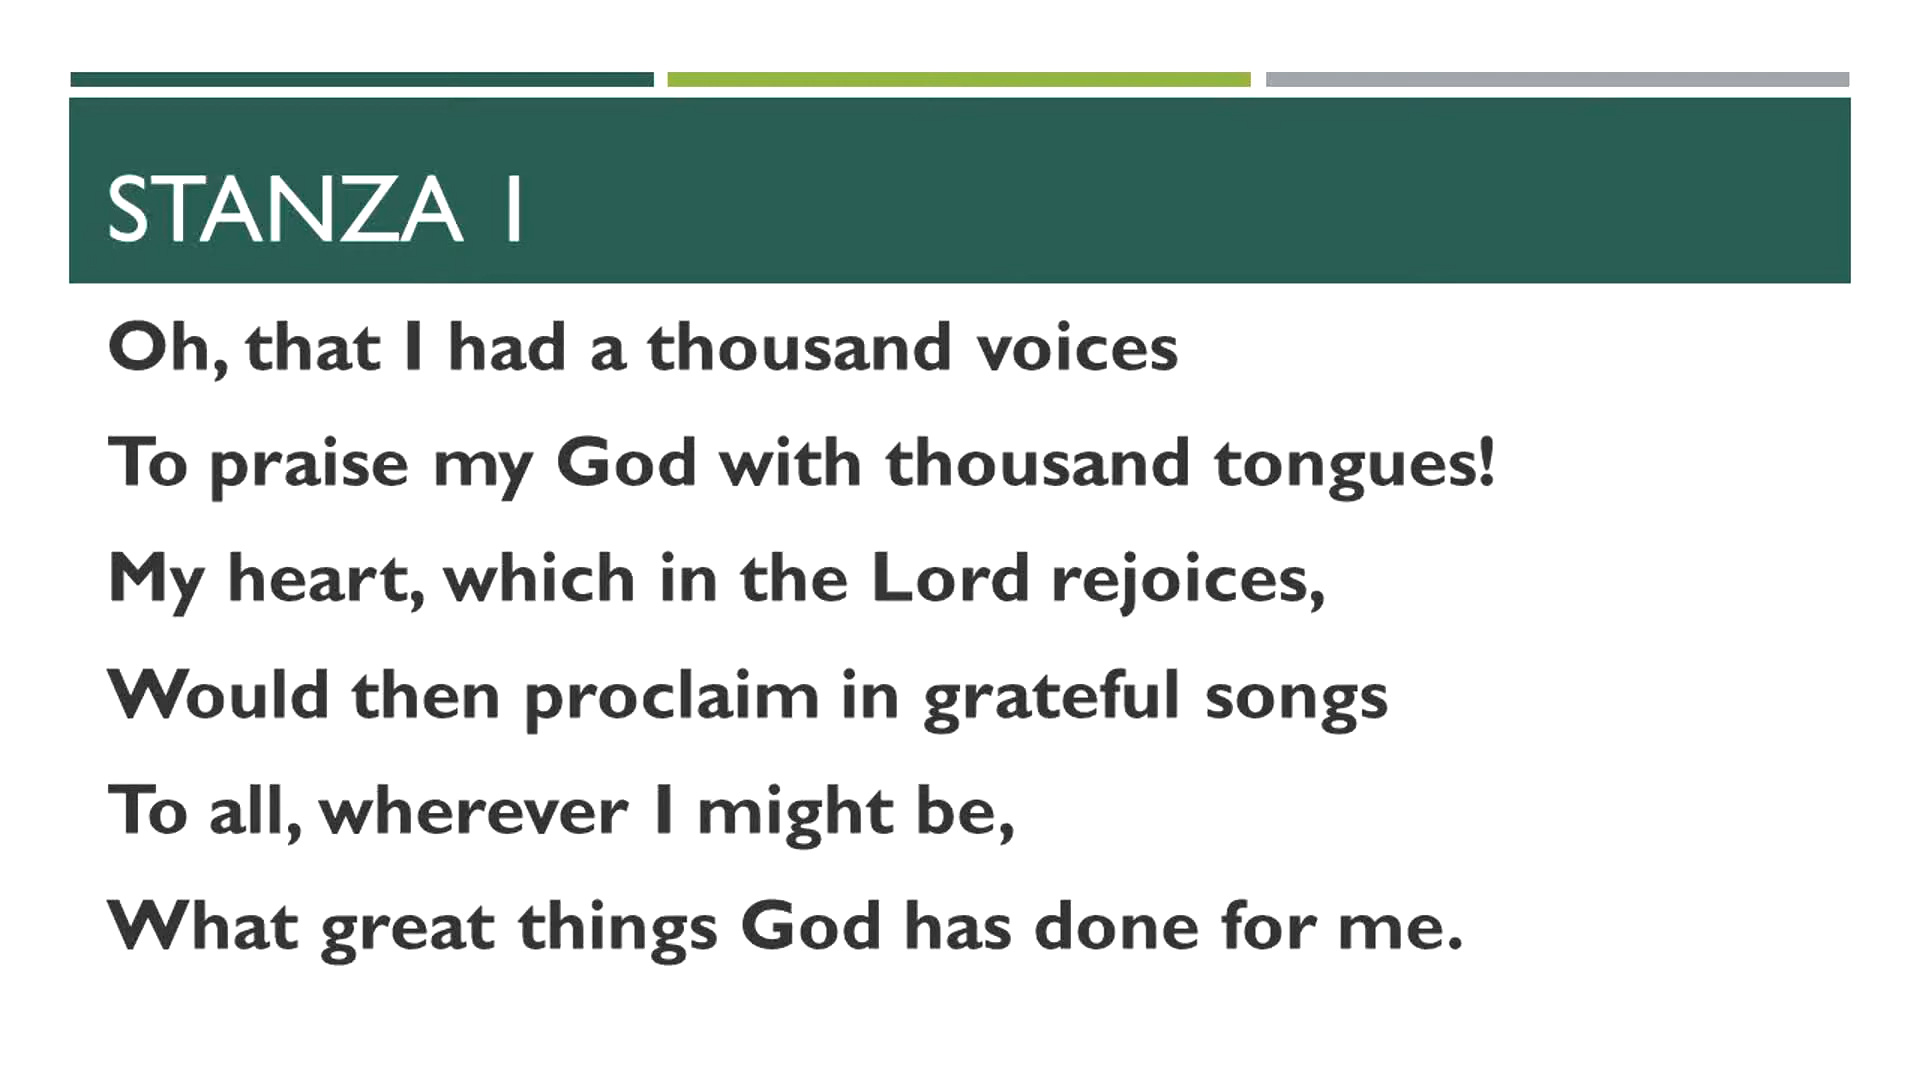 STANZA 1
Oh, that I had a thousand voices
To praise my God with thousand tongues!
My heart, which in the Lord rejoices,
Would then proclaim in grateful songs
To all, wherever I might be,
What great things God has done for me.